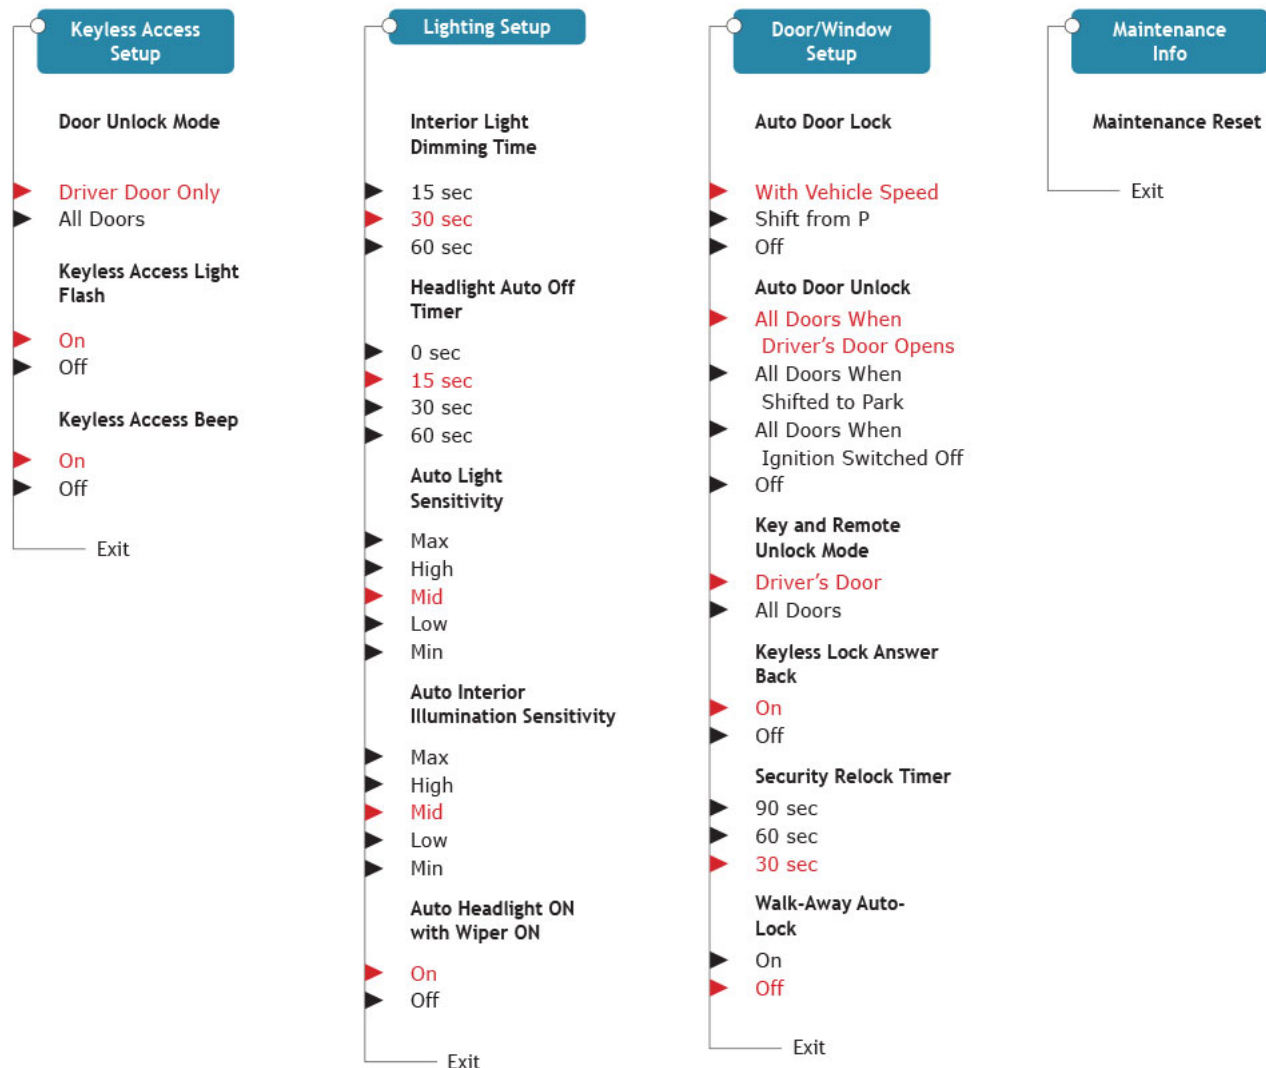 Keyless Access
Setup
Door Unlock Mode
Driver Door Only
All Doors
Keyless Access Light
Flash
On
Off
Keyless Access Beep
On
Off
Exit
Lighting Setup
Interior Light
Dimming Time
15 sec
30 sec
60 sec
Headlight Auto Off
Timer
0 sec
15 sec
30 sec
60 sec
Auto Light
Sensitivity
Max
High
Mid
Low
Min
Auto Interior
Illumination Sensitivity
Max
High
Mid
Low
Min
Auto Headlight ON
with Wiper ON
On
Off
Exit
Door/Window
Setup
Auto Door Lock
With Vehicle Speed
Shift from P
Off
Auto Door Unlock
All Doors When
Driver’s Door Opens
All Doors When
Shifted to Park
All Doors When
Ignition Switched Off
Off
Key and Remote
Unlock Mode
Driver’s Door
All Doors
Keyless Lock Answer
Back
On
Off
Security Relock Timer
90 sec
60 sec
30 sec
Walk-Away Auto-
Lock
On
Off
Exit
Maintenance
Info
Maintenance Reset
Exit